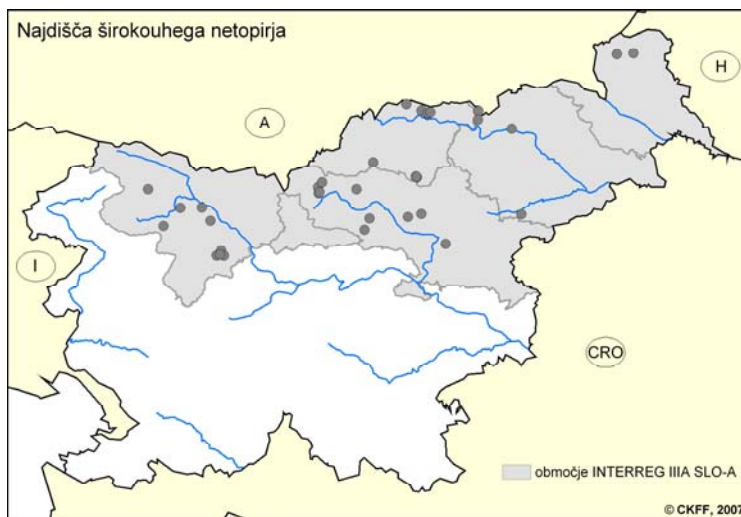 Najdišča širokouhega netopirja
H
A
I
CRO
območje INTERREG IIIA SLO-A
© CKFF, 2007